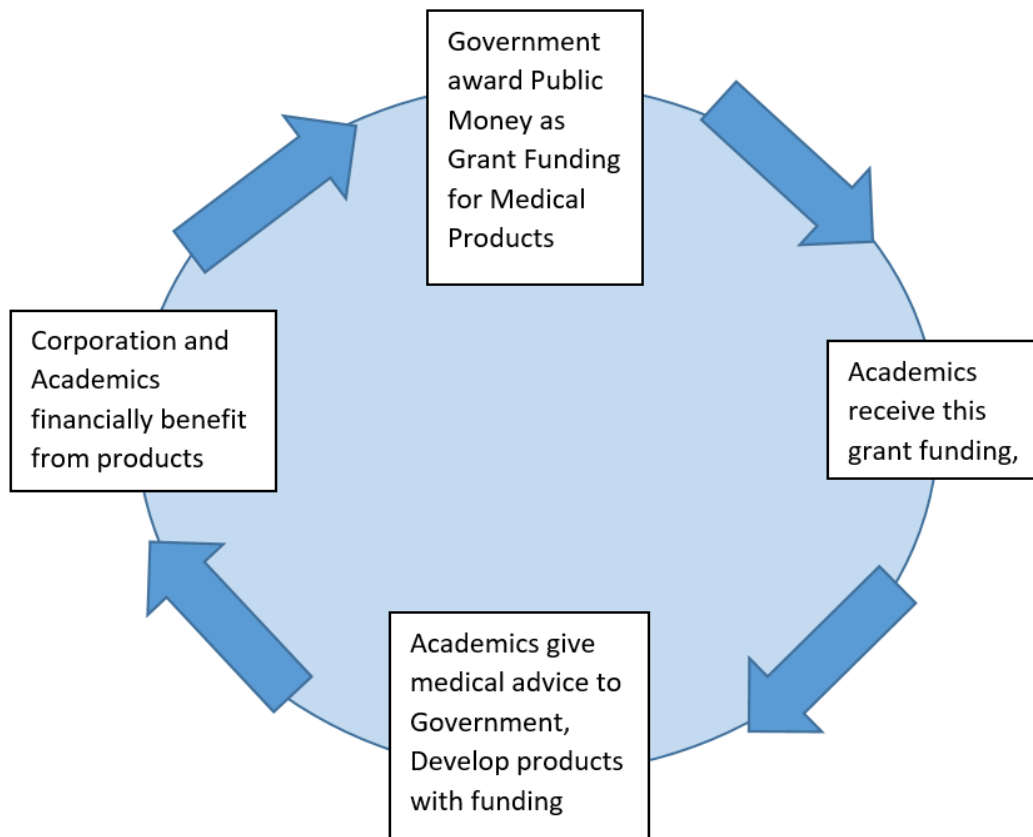 Government
award Public
Money as
Grant Funding
for Medical
Products
Academics
receive this
grant funding,
Academics give
medical advice to
Government,
Develop products
with funding
Corporation and
Academics
financially benefit
from products